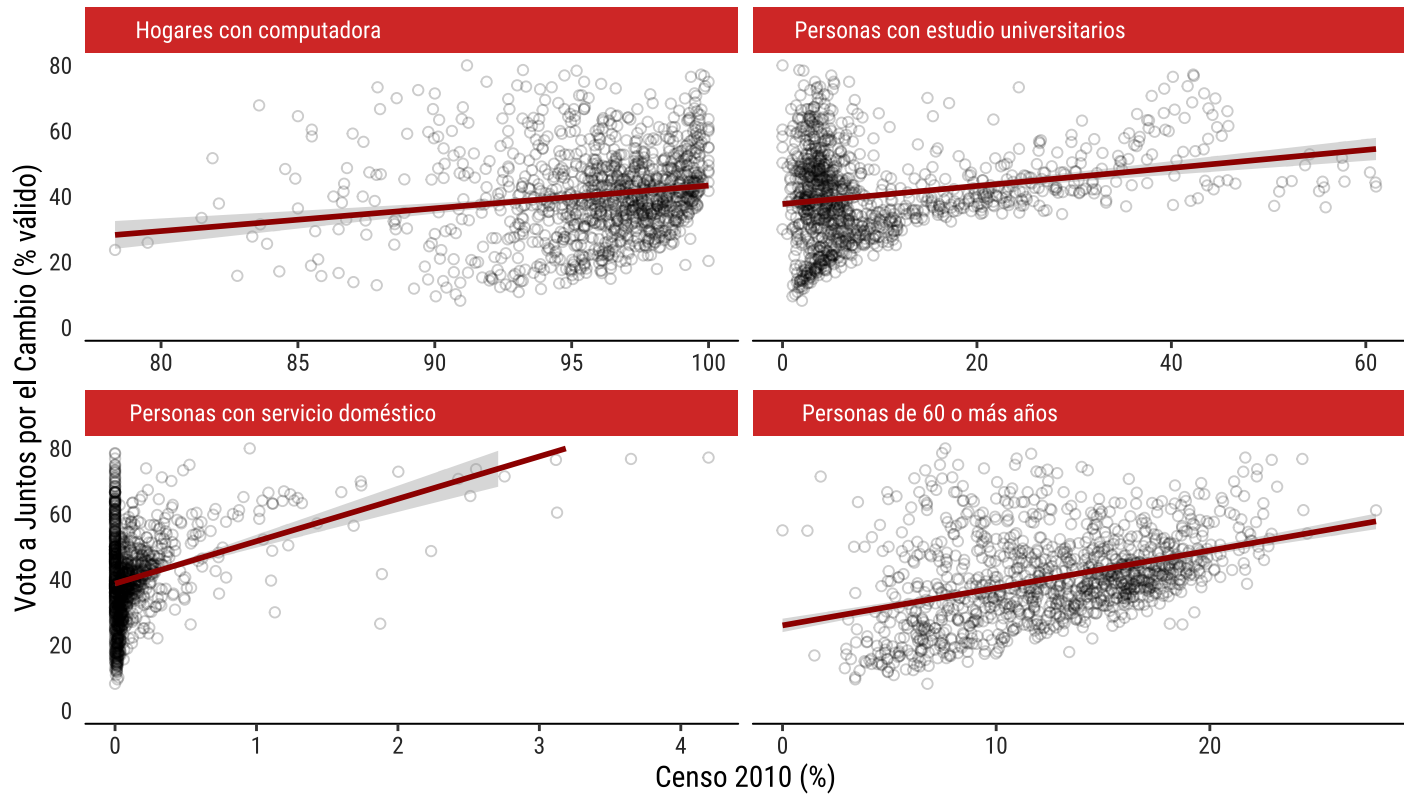 Hogares con computadora
Personas con estudio universitarios
Voto a Juntos por el Cambio (% válido)
80
60
40
20
0
80 85 90 95 100
0 20 40 60
Personas con servicio doméstico
Personas de 60 o más años
80
60
40
20
0
0 1 2 3 4
0 10 20
Censo 2010 (%)